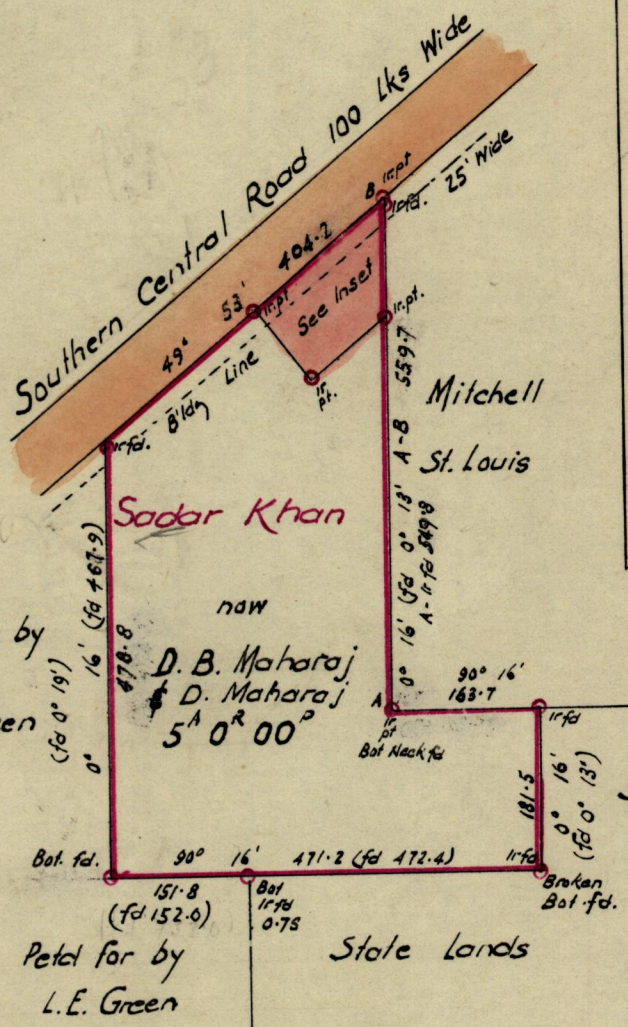 Southern Central Road 100 Lks Wide
B Ir.pt
Ir.fd.
25' Wide
49° 53' 404.2
Ir.pt
See Inset
Ir.pt.
Ir. pt.
B'ldg Line
Ir fd.
Mitchell
St. Louis
Sadar Khan
now
D. B. Maharaj
& D. Maharaj
5ᴬ 0ᴿ 00ᴾ
0° 16' (fd 467.9)
478.8
(fd 0° 19')
by
0° 16' (fd 0° 13' A-B 559.7
A-Ir fd 549.8
A
Ir
pt
Bot Neck fd
90° 16'
163.7
Ir fd
181.5
0° 16'
(fd 0° 13')
Bot. fd.
90° 16' 471.2 (fd 472.4)
Ir fd
Broken
Bot. fd.
151.8
(fd 152.0)
Bot
Ir fd
0.75
Petd for by
L.E. Green
State Lands